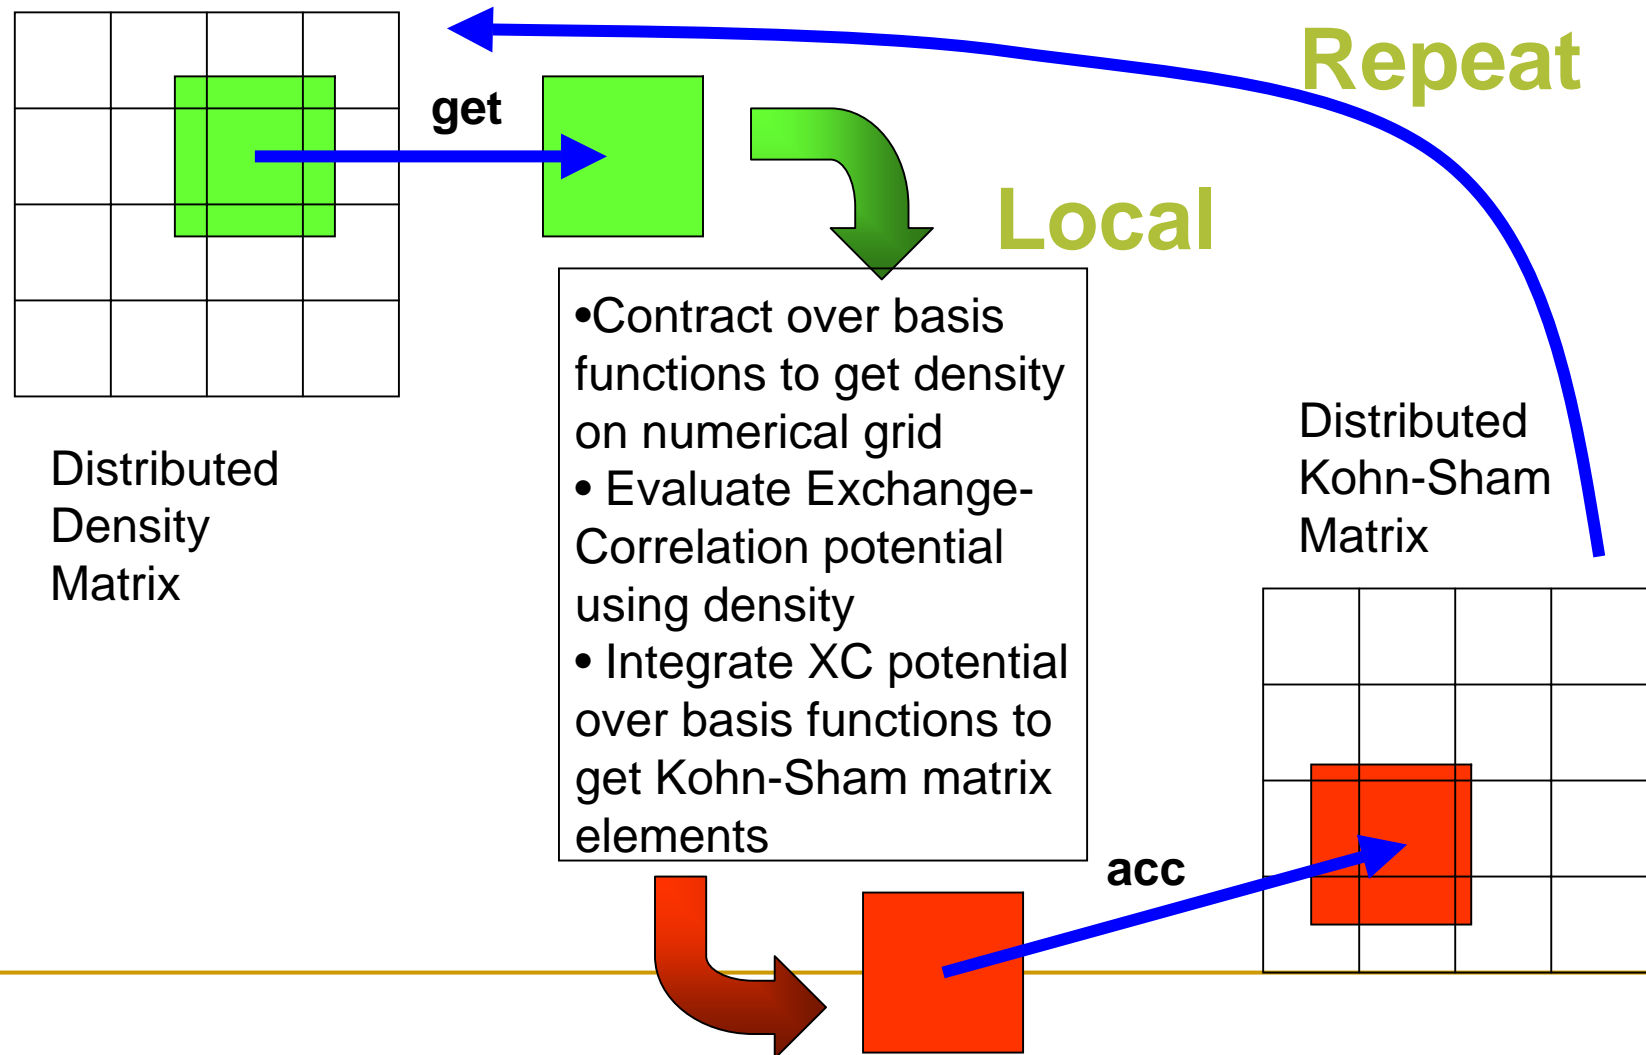 Repeat
get
Local
•Contract over basis
functions to get density
on numerical grid
• Evaluate Exchange-
Correlation potential
using density
• Integrate XC potential
over basis functions to
get Kohn-Sham matrix
elements
Distributed
Density
Matrix
Distributed
Kohn-Sham
Matrix
acc